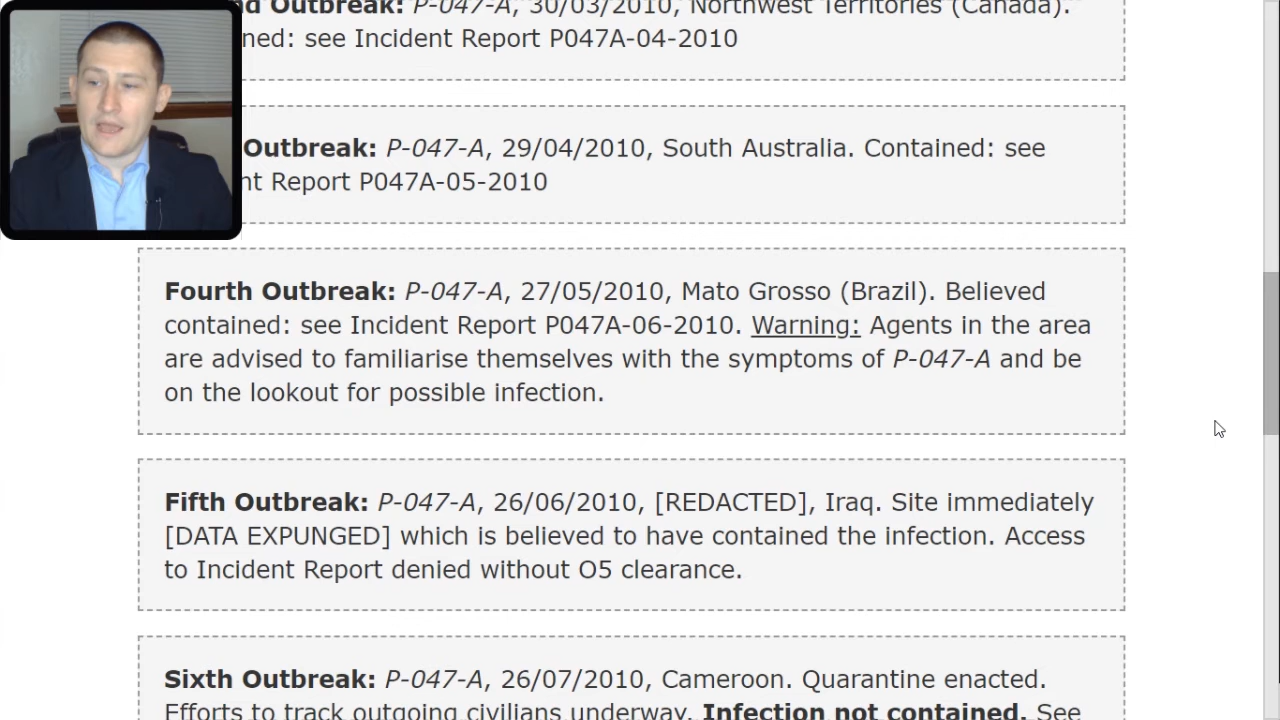 Outbreak: P-047-A, 30/03/2010, Northwest Territories (Canada).
ned: see Incident Report P047A-04-2010
Outbreak: P-047-A, 29/04/2010, South Australia. Contained: see
nt Report P047A-05-2010
Fourth Outbreak: P-047-A, 27/05/2010, Mato Grosso (Brazil). Believed
contained: see Incident Report P047A-06-2010. Warning: Agents in the area
are advised to familiarise themselves with the symptoms of P-047-A and be
on the lookout for possible infection.
Fifth Outbreak: P-047-A, 26/06/2010, [REDACTED], Iraq. Site immediately
[DATA EXPUNGED] which is believed to have contained the infection. Access
to Incident Report denied without O5 clearance.
Sixth Outbreak: P-047-A, 26/07/2010, Cameroon. Quarantine enacted.
Efforts to track outgoing civilians underway. Infection not contained. See